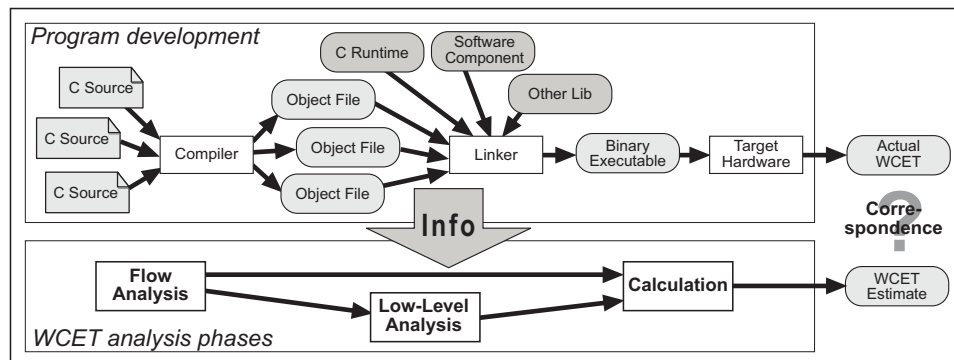 Program development
C Source
C Source
C Source
Compiler
Object File
Object File
Object File
C Runtime
Software
Component
Other Lib
Linker
Binary
Executable
Target
Hardware
Actual
WCET
Info
?
Corre-
spondence
Flow
Analysis
Low-Level
Analysis
Calculation
WCET
Estimate
WCET analysis phases